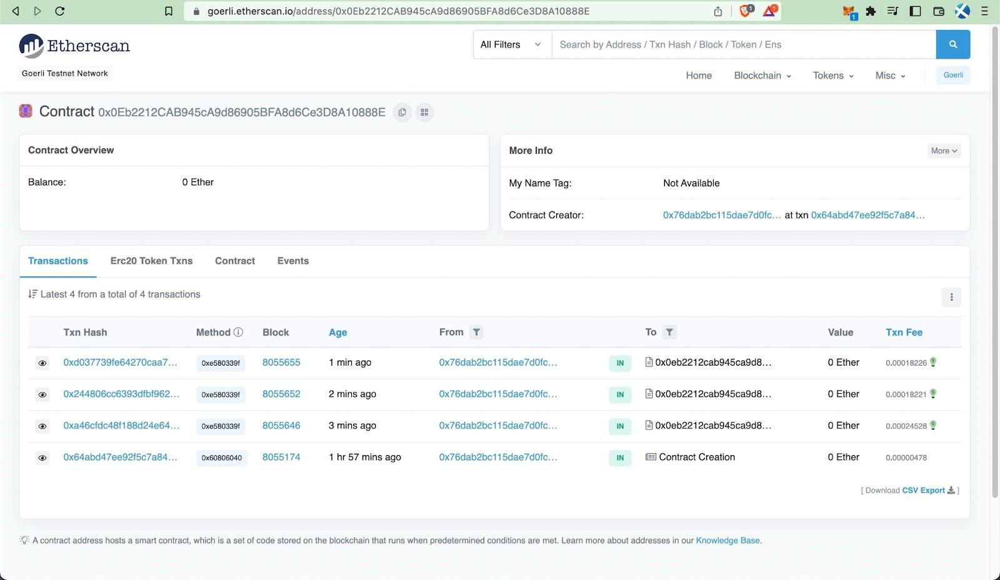 goerli.etherscan.io/address/0x0Eb2212CAB945cA9d86905BFA8d6Ce3D8A10888E
1
1
1
Etherscan
All Filters
Search by Address / Txn Hash / Block / Token / Ens
Goerli Testnet Network
Home
Blockchain
Tokens
Misc
Goerli
Contract 0x0Eb2212CAB945cA9d86905BFA8d6Ce3D8A10888E
Contract Overview
Balance: 0 Ether
More Info
More
My Name Tag: Not Available
Contract Creator: 0x76dab2bc115dae7d0fc... at txn 0x64abd47ee92f5c7a84...
Transactions Erc20 Token Txns Contract Events
Latest 4 from a total of 4 transactions
Txn Hash Method Block Age From To Value Txn Fee
0xd037739fe64270caa7... 0xe580339f 8055655 1 min ago 0x76dab2bc115dae7d0fc... IN 0x0eb2212cab945ca9d8... 0 Ether 0.00018226
0x244806cc6393dfbf962... 0xe580339f 8055652 2 mins ago 0x76dab2bc115dae7d0fc... IN 0x0eb2212cab945ca9d8... 0 Ether 0.00018221
0xa46cfdc48f188d24e64... 0xe580339f 8055646 3 mins ago 0x76dab2bc115dae7d0fc... IN 0x0eb2212cab945ca9d8... 0 Ether 0.00024528
0x64abd47ee92f5c7a84... 0x60806040 8055174 1 hr 57 mins ago 0x76dab2bc115dae7d0fc... IN Contract Creation 0 Ether 0.00000478
[ Download CSV Export ]
A contract address hosts a smart contract, which is a set of code stored on the blockchain that runs when predetermined conditions are met. Learn more about addresses in our Knowledge Base.